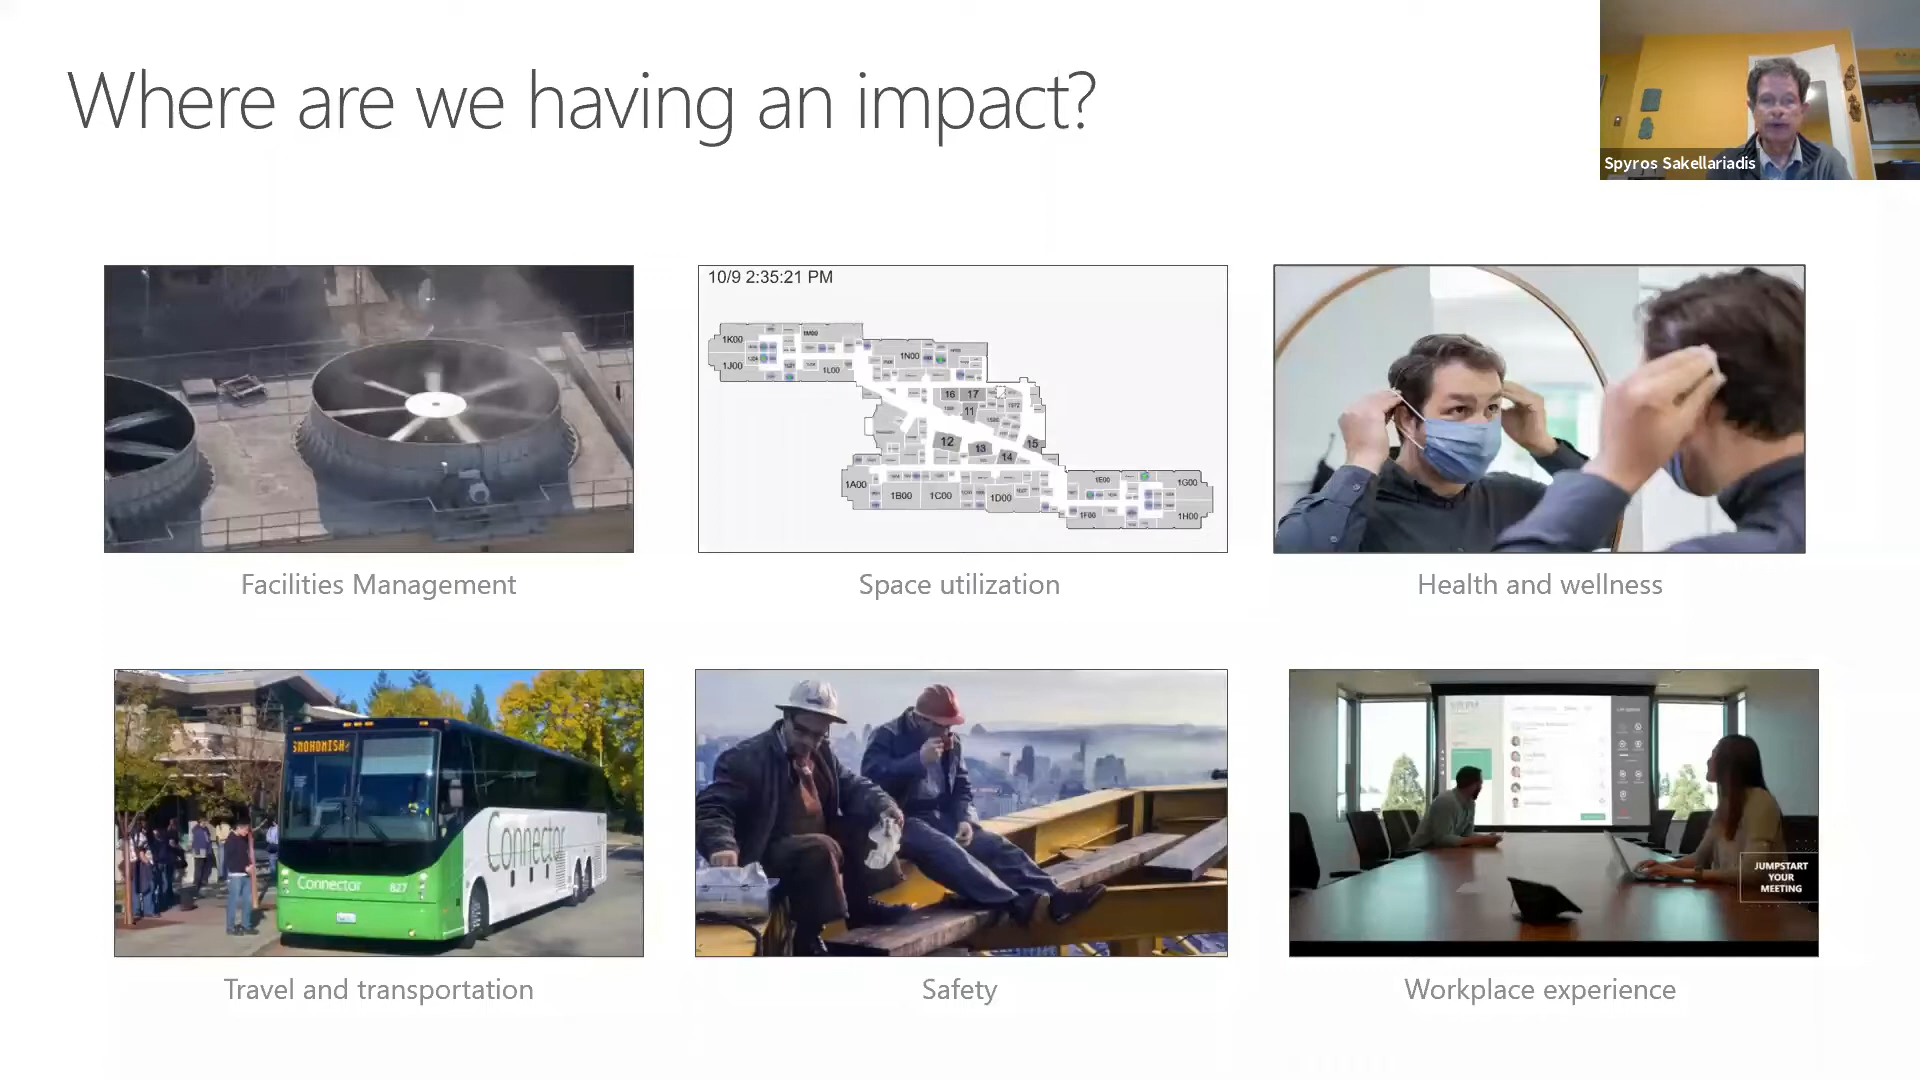 Where are we having an impact?
Spyros Sakellariadis
10/9 2:35:21 PM
1K00
1M00
1J00
1L00
1N00
16 17
11
12
13
14
15
1A00
1B00
1C00
1D00
1E00
1F00
1G00
1H00
Facilities Management
Space utilization
Health and wellness
SNOHOMISH
Connector
Connector 827
JUMPSTART
YOUR
MEETING
Travel and transportation
Safety
Workplace experience